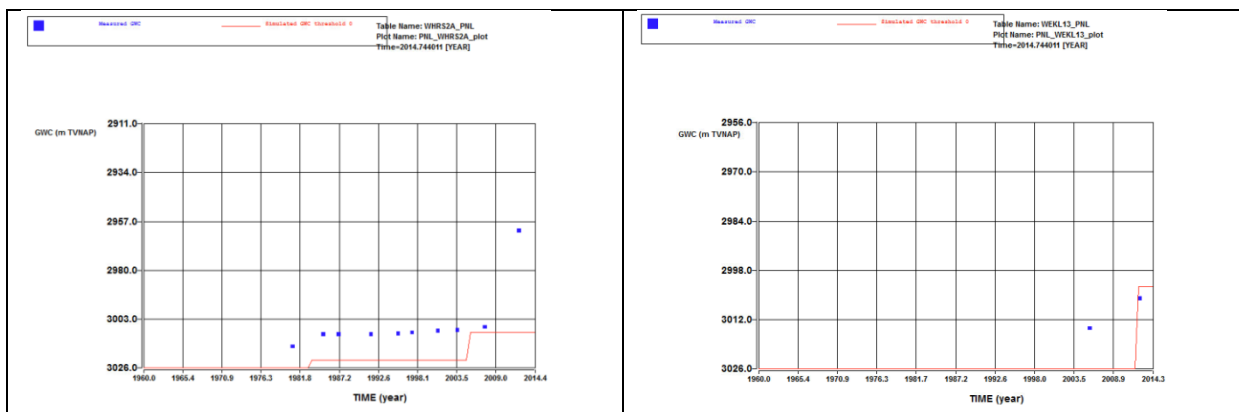 Measured GWC
Simulated GWC threshold 0
Table Name: WHRS2A_PNL
Plot Name: PNL_WHRS2A_plot
Time=2014.744011 [YEAR]
GWC (m TVNAP)
2911.0
2934.0
2957.0
2980.0
3003.0
3026.0
1960.0 1965.4 1970.9 1976.3 1981.8 1987.2 1992.6 1998.1 2003.5 2009.0 2014.4
TIME (year)
Measured GWC
Simulated GWC threshold 0
Table Name: WEKL13_PNL
Plot Name: PNL_WEKL13_plot
Time=2014.744011 [YEAR]
2956.0
GWC (m TVNAP)
2970.0
2984.0
2998.0
3012.0
3026.0
1960.0 1965.4 1970.9 1976.3 1981.7 1987.2 1992.6 1998.0 2003.5 2008.9 2014.3
TIME (year)